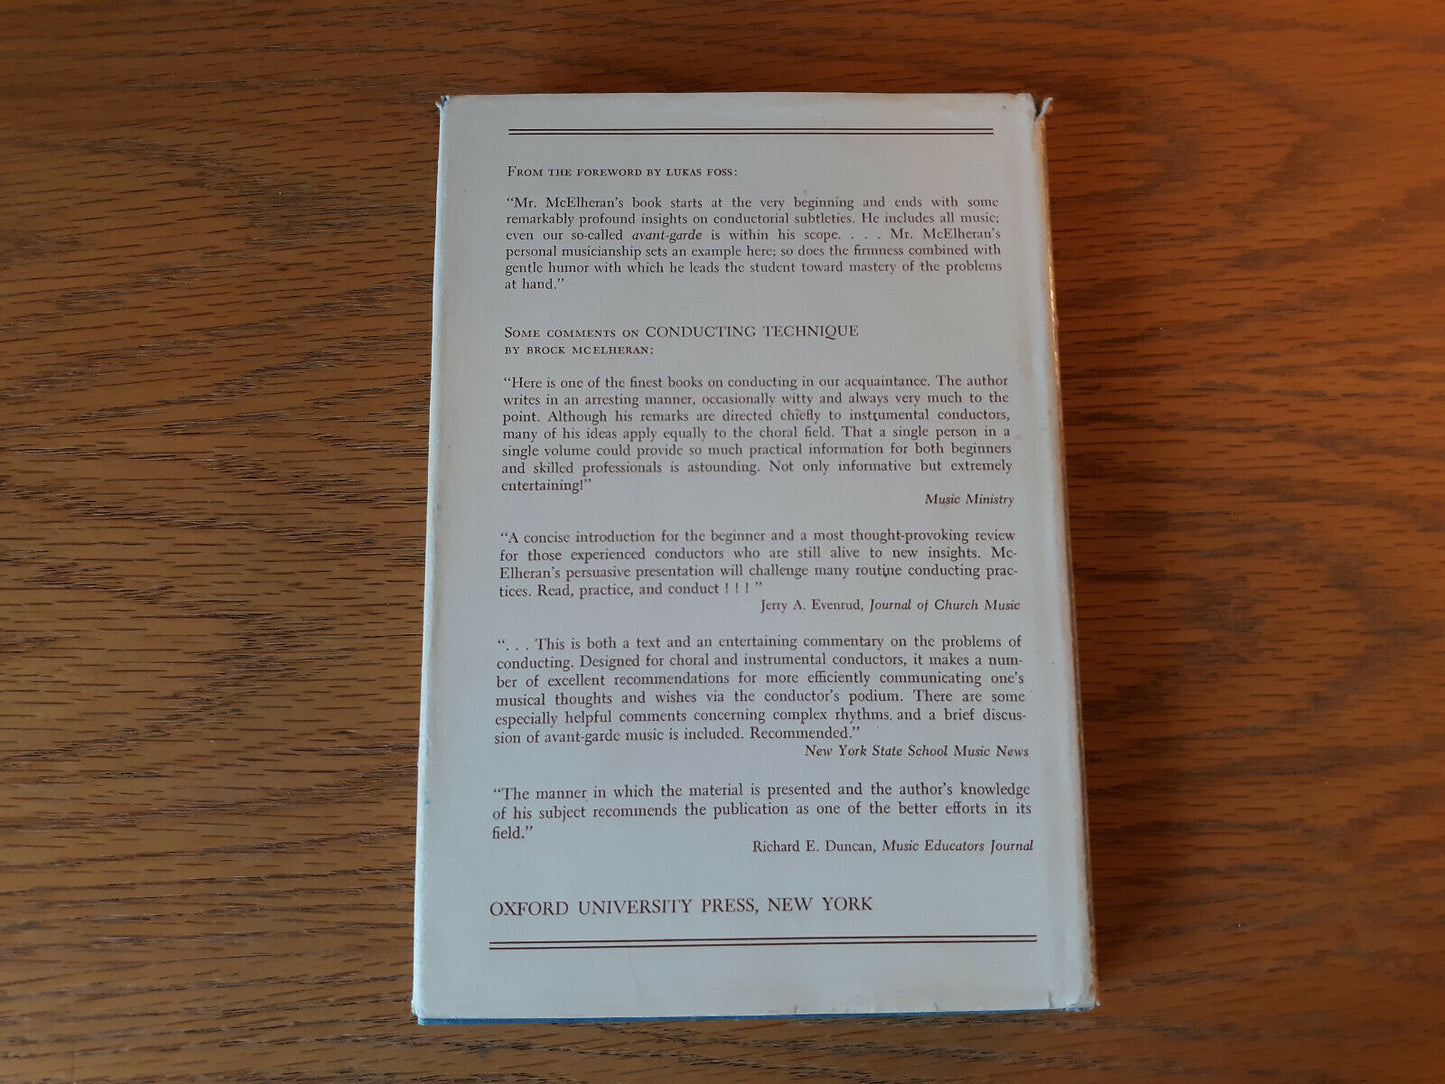 FROM THE FOREWORD BY LUKAS FOSS:
“Mr. McElheran’s book starts at the very beginning and ends with some
remarkably profound insights on conductorial subtleties. He includes all music;
even our so-called avant-garde is within his scope. . . . Mr. McElheran’s
personal musicianship sets an example here; so does the firmness combined with
gentle humor with which he leads the student toward mastery of the problems
at hand.”
SOME COMMENTS ON CONDUCTING TECHNIQUE
BY BROCK MCELHERAN:
“Here is one of the finest books on conducting in our acquaintance. The author
writes in an arresting manner, occasionally witty and always very much to the
point. Although his remarks are directed chiefly to instrumental conductors,
many of his ideas apply equally to the choral field. That a single person in a
single volume could provide so much practical information for both beginners
and skilled professionals is astounding. Not only informative but extremely
entertaining!”
Music Ministry
“A concise introduction for the beginner and a most thought-provoking review
for those experienced conductors who are still alive to new insights. Mc-
Elheran’s persuasive presentation will challenge many routine conducting prac-
tices. Read, practice, and conduct ! ! ! ”
Jerry A. Evenrud, Journal of Church Music
“. . . This is both a text and an entertaining commentary on the problems of
conducting. Designed for choral and instrumental conductors, it makes a num-
ber of excellent recommendations for more efficiently communicating one’s
musical thoughts and wishes via the conductor’s podium. There are some
especially helpful comments concerning complex rhythms, and a brief discus-
sion of avant-garde music is included. Recommended.”
New York State School Music News
“The manner in which the material is presented and the author’s knowledge
of his subject recommends the publication as one of the better efforts in its
field.”
Richard E. Duncan, Music Educators Journal
OXFORD UNIVERSITY PRESS, NEW YORK